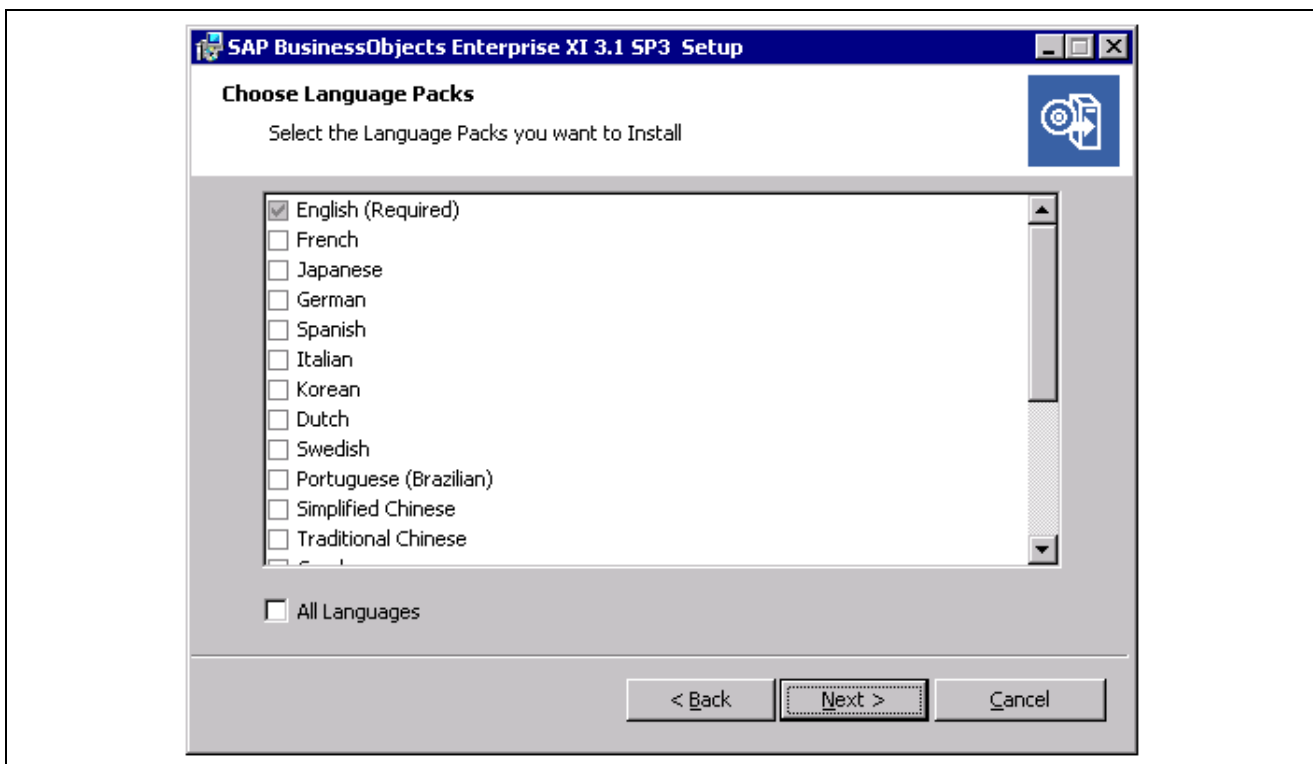 SAP BusinessObjects Enterprise XI 3.1 SP3 Setup
Choose Language Packs
Select the Language Packs you want to Install
English (Required)
French
Japanese
German
Spanish
Italian
Korean
Dutch
Swedish
Portuguese (Brazilian)
Simplified Chinese
Traditional Chinese
All Languages
< Back
Next >
Cancel